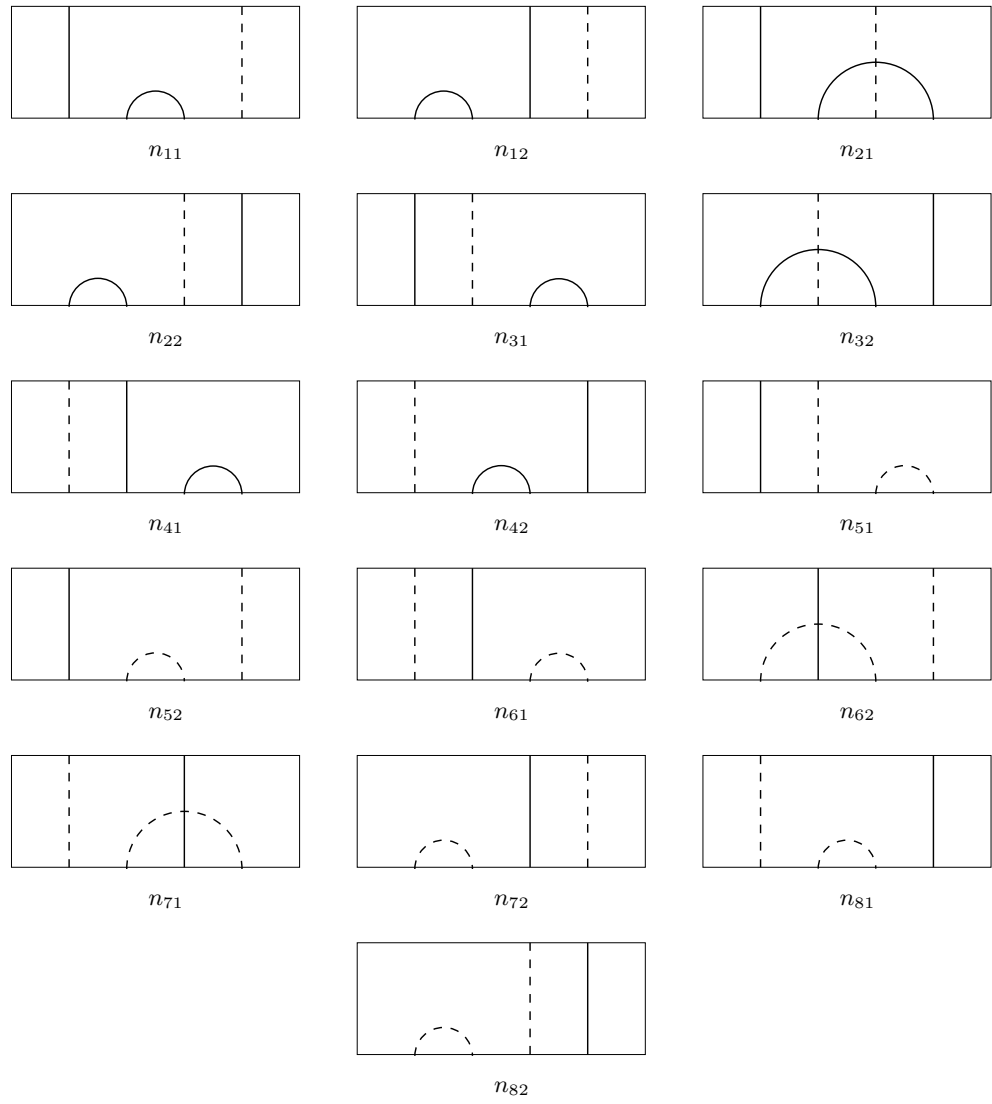 n₁₁ n₁₂ n₂₁
n₂₂ n₃₁ n₃₂
n₄₁ n₄₂ n₅₁
n₅₂ n₆₁ n₆₂
n₇₁ n₇₂ n₈₁
n₈₂